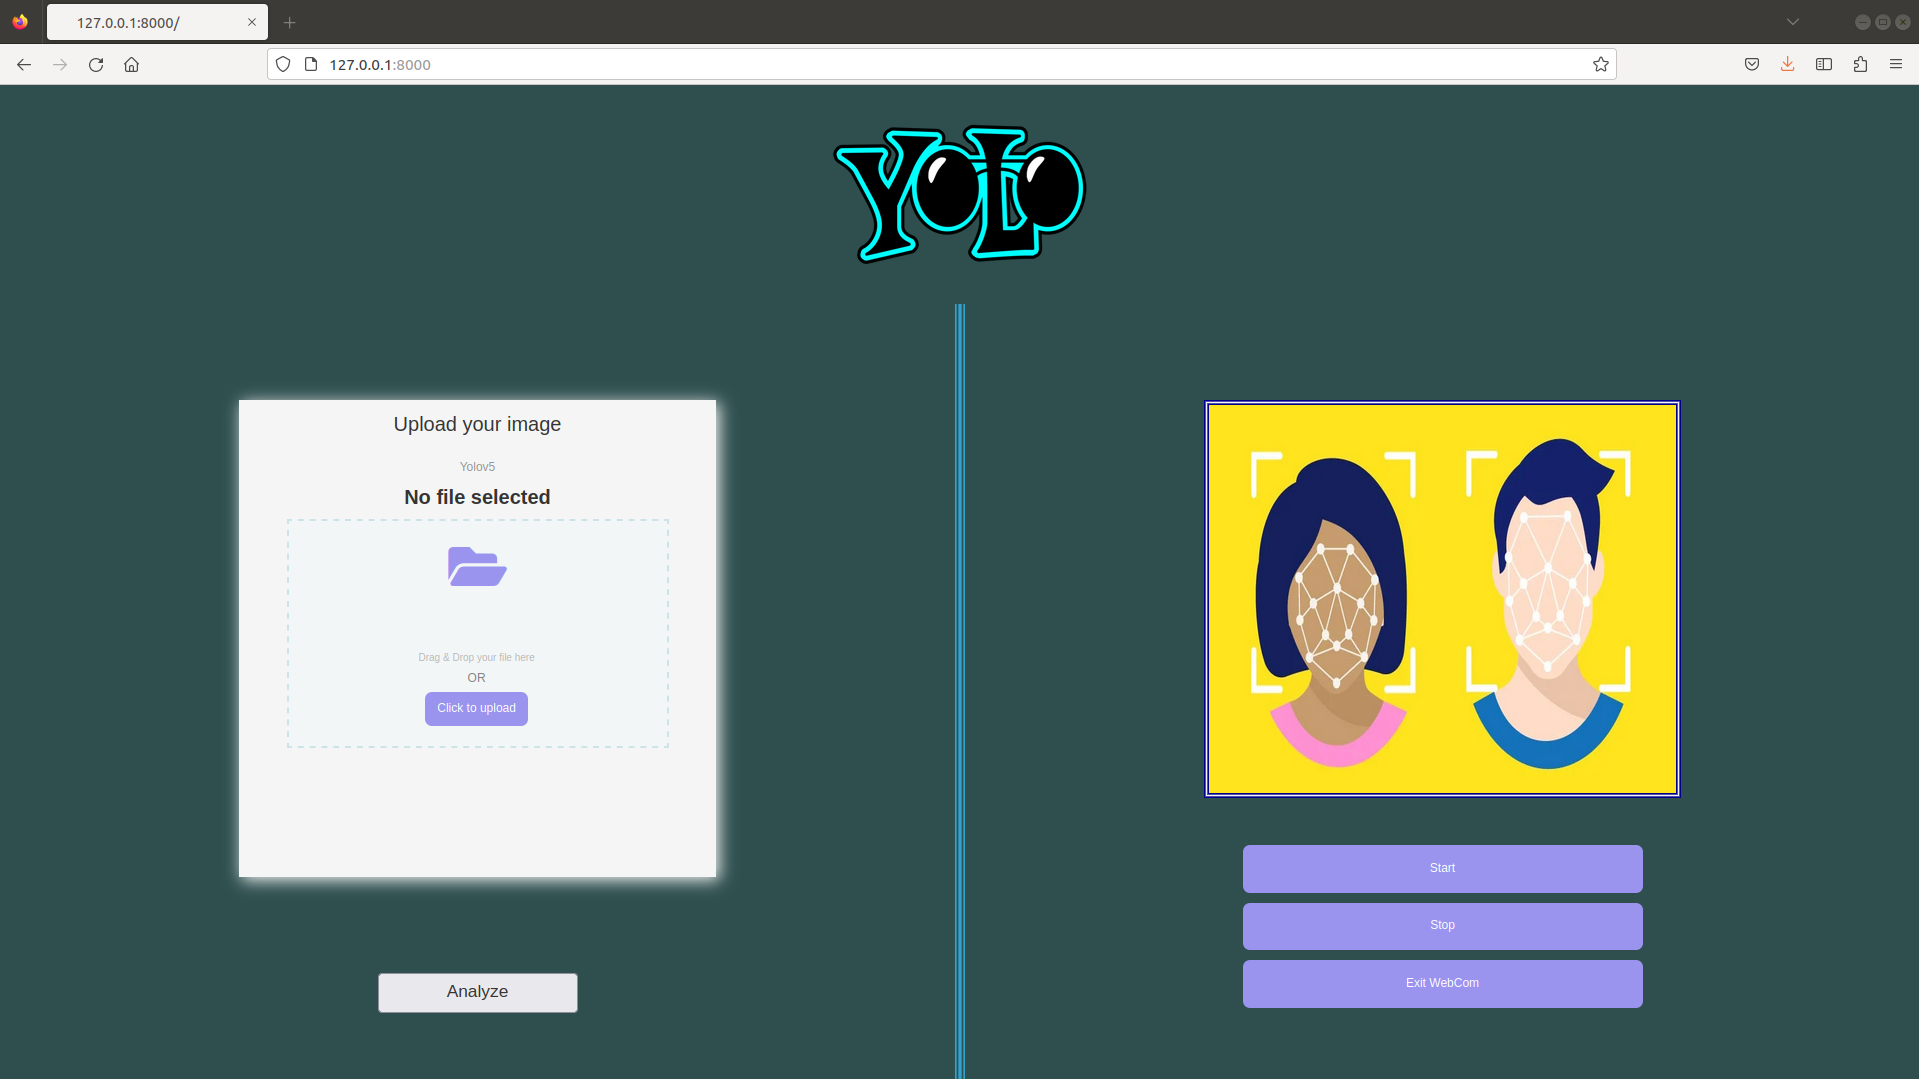 127.0.0.1:8000/
127.0.0.1:8000
YOLO
Upload your image
Yolov5
No file selected
Drag & Drop your file here
OR
Click to upload
Analyze
Start
Stop
Exit WebCom